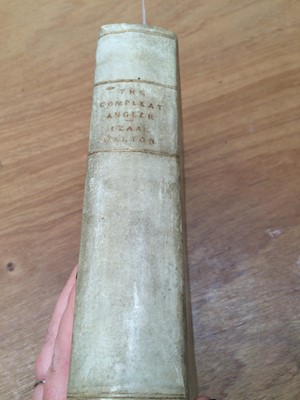 THE
COMPLEAT
ANGLER
IZAAK
WALTON